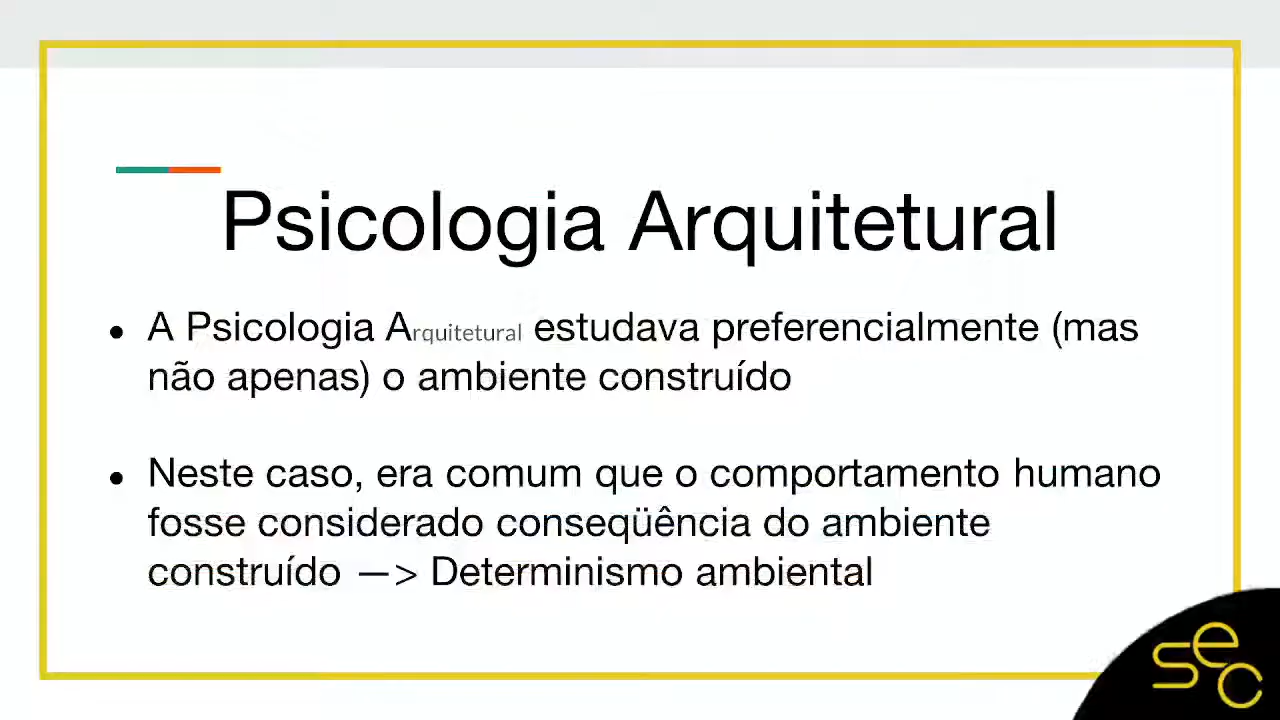 Psicologia Arquitetural
• A Psicologia Arquitetural estudava preferencialmente (mas
não apenas) o ambiente construído
• Neste caso, era comum que o comportamento humano
fosse considerado conseqüência do ambiente
construído —> Determinismo ambiental
sec